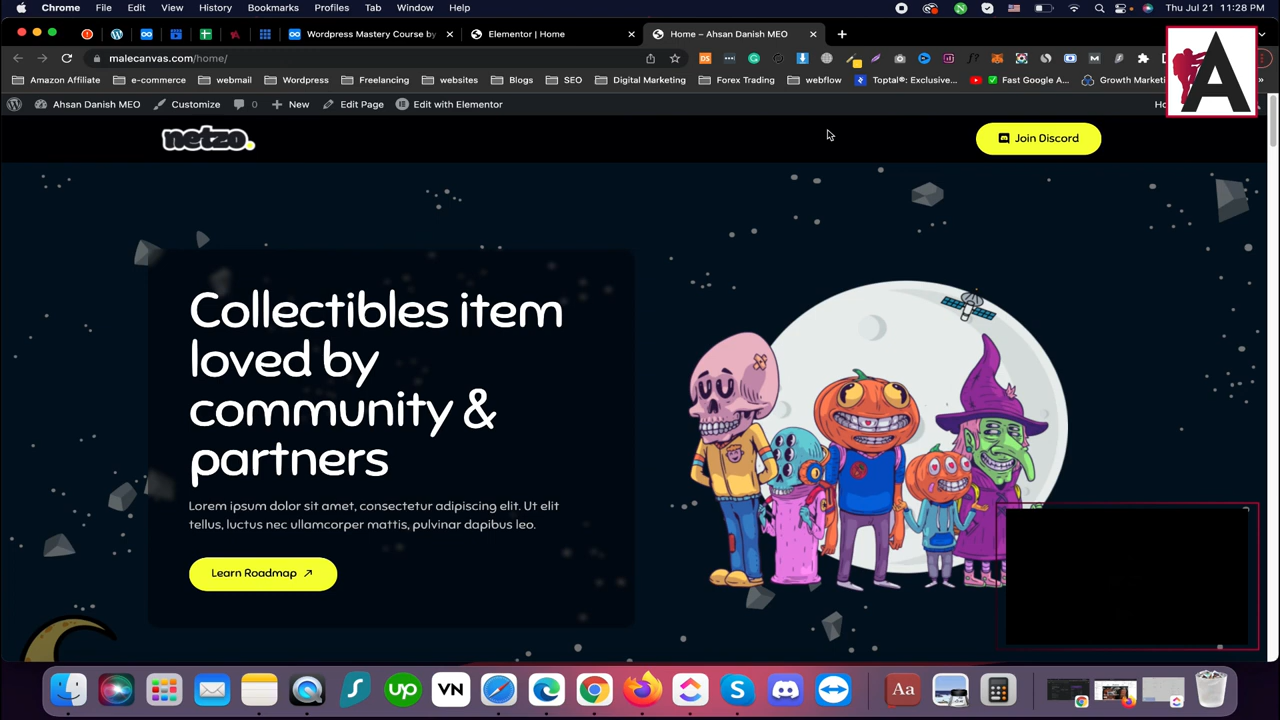 Chrome File Edit View History Bookmarks Profiles Tab Window Help Thu Jul 21 11:28 PM
Wordpress Mastery Course by Elementor | Home Home – Ahsan Danish MEO
malecanvas.com/home/
Amazon Affiliate e-commerce webmail Wordpress Freelancing websites Blogs SEO Digital Marketing Forex Trading webflow Toptal®: Exclusive... Fast Google A...
Ahsan Danish MEO Customize 0 New Edit Page Edit with Elementor
A
netzo.
Join Discord
Collectibles item
loved by
community &
partners
Lorem ipsum dolor sit amet, consectetur adipiscing elit. Ut elit
tellus, luctus nec ullamcorper mattis, pulvinar dapibus leo.
Learn Roadmap
up VN S Aa